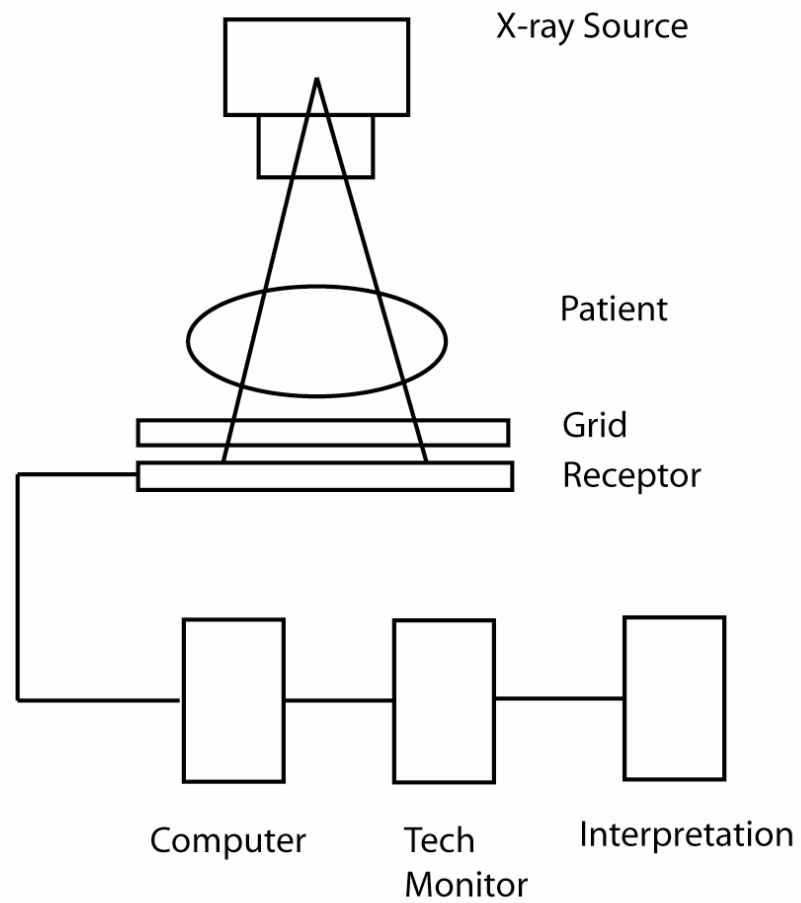 X-ray Source
Patient
Grid
Receptor
Computer
Tech
Monitor
Interpretation